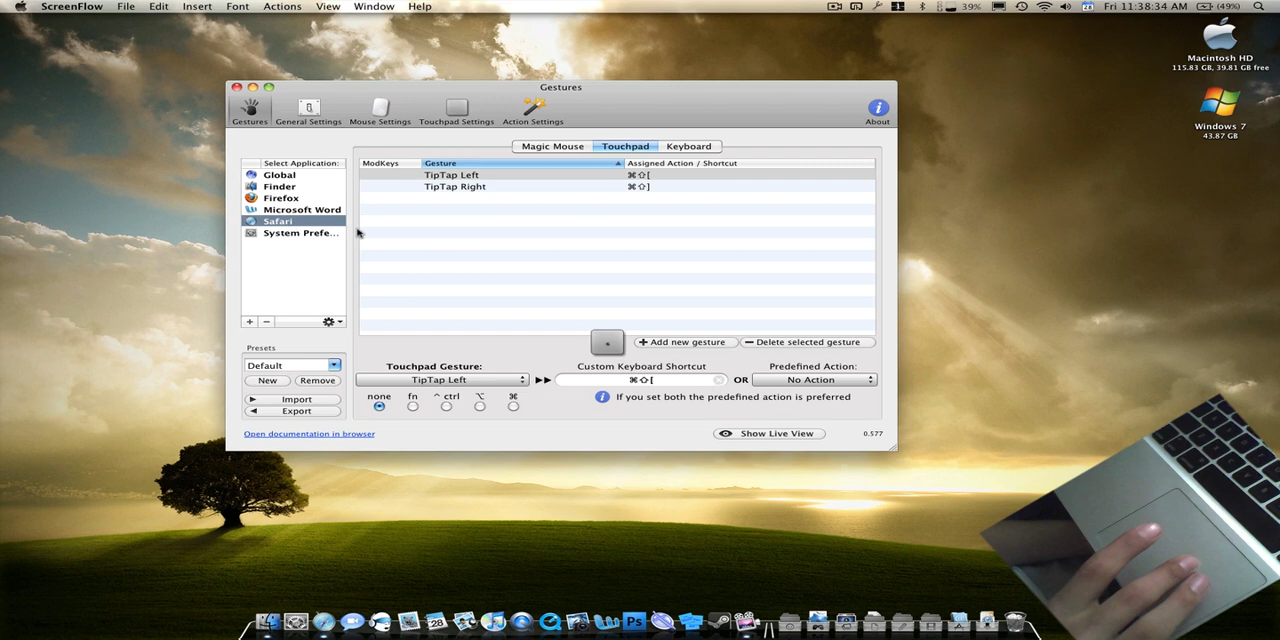 ScreenFlow File Edit Insert Font Actions View Window Help 39% 28 Fri 11:38:34 AM (49%)
Macintosh HD
115.83 GB, 39.81 GB free
Windows 7
43.87 GB
Gestures
Gestures General Settings Mouse Settings Touchpad Settings Action Settings About
Magic Mouse Touchpad Keyboard
Select Application:
Global
Finder
Firefox
Microsoft Word
Safari
System Prefe...
ModKeys Gesture Assigned Action / Shortcut
TipTap Left ⌘⇧[
TipTap Right ⌘⇧]
+ −
+ Add new gesture − Delete selected gesture
Presets
Default
New Remove
Import
Export
Touchpad Gesture: Custom Keyboard Shortcut Predefined Action:
TipTap Left ⌘⇧[ OR No Action
none fn ^ ctrl ⌥ ⌘
If you set both the predefined action is preferred
Open documentation in browser
Show Live View 0.577
28 Ps